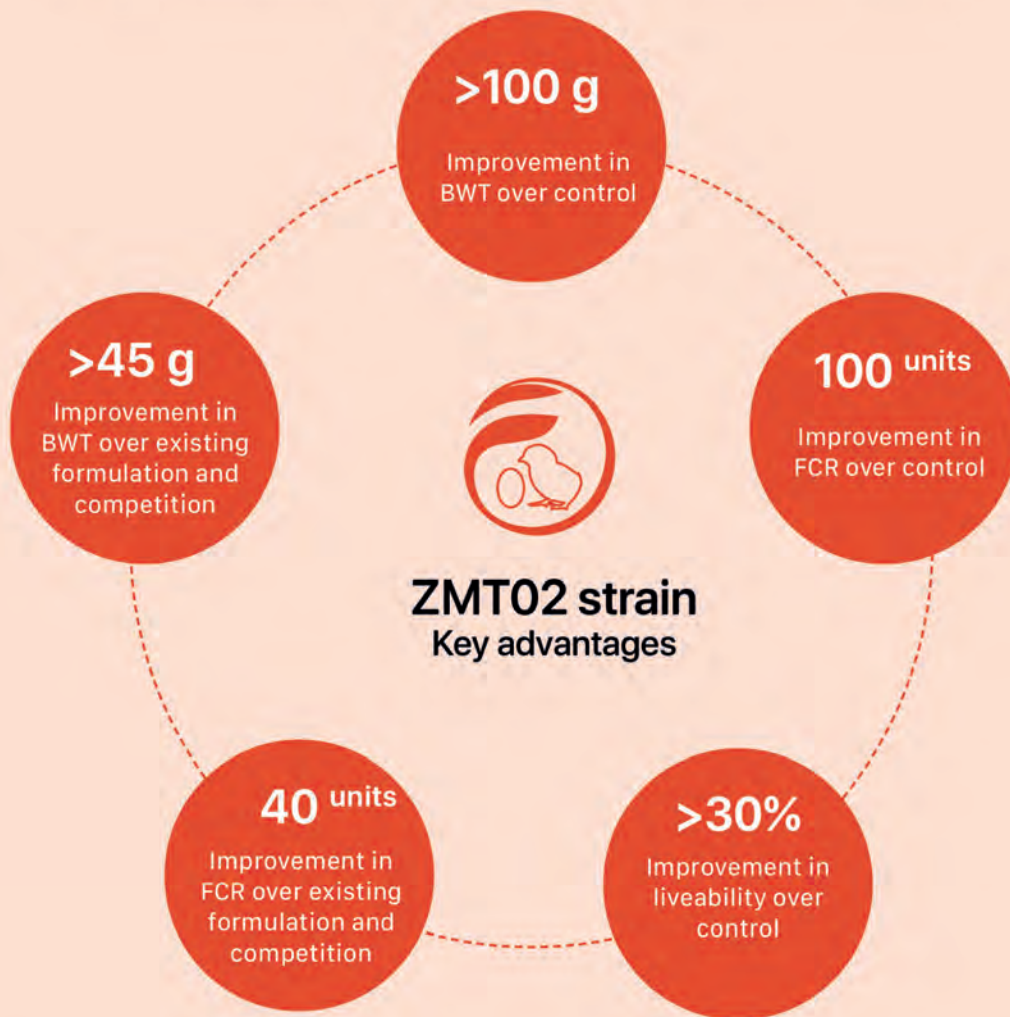 >100 g
Improvement in
BWT over control
100 units
Improvement in
FCR over control
>30%
Improvement in
liveability over
control
40 units
Improvement in
FCR over existing
formulation and
competition
>45 g
Improvement in
BWT over existing
formulation and
competition
ZMT02 strain
Key advantages